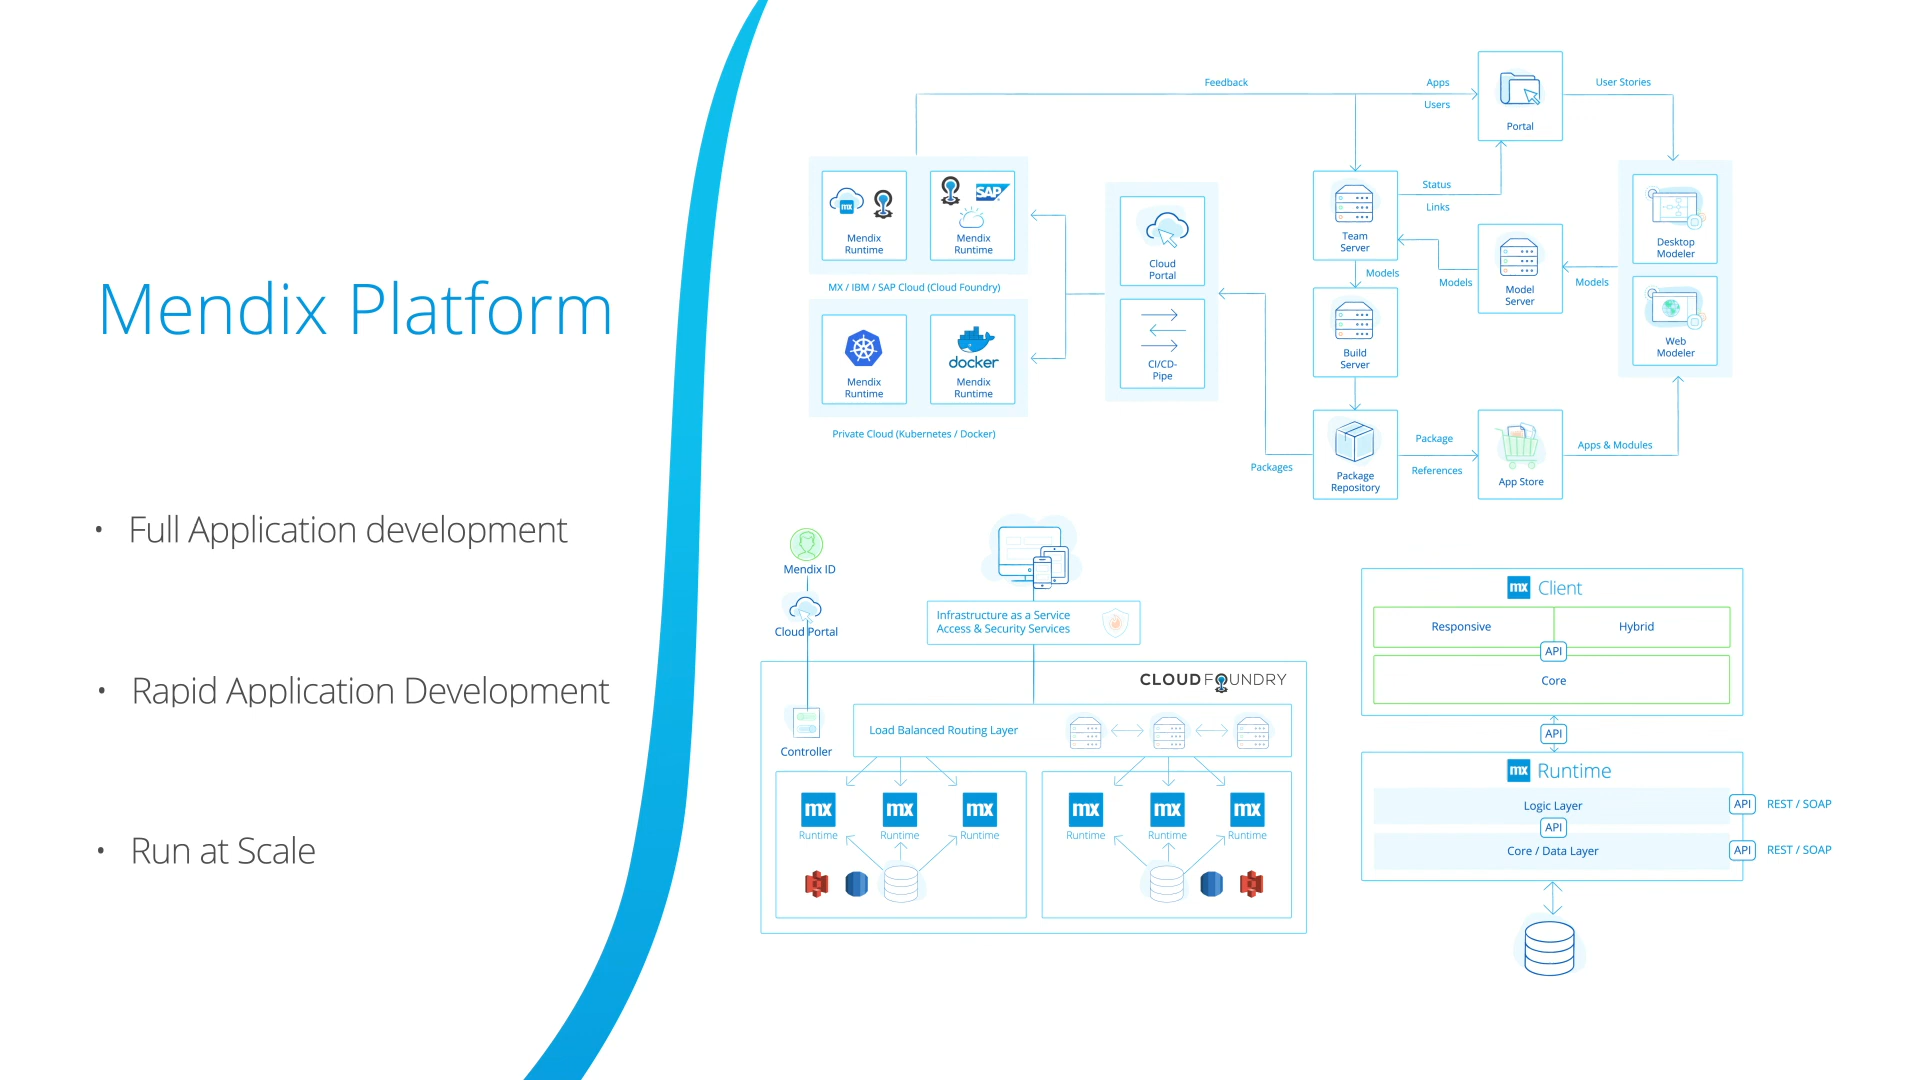 Mendix Platform
• Full Application development
• Rapid Application Development
• Run at Scale
Feedback
Apps
Users
Portal
User Stories
Mendix
Runtime
SAP
Mendix
Runtime
MX / IBM / SAP Cloud (Cloud Foundry)
mx
Mendix
Runtime
docker
Mendix
Runtime
Private Cloud (Kubernetes / Docker)
Cloud
Portal
CI/CD-
Pipe
Team
Server
Status
Links
Models
Build
Server
Models
Model
Server
Models
Desktop
Modeler
Web
Modeler
Packages
Package
Repository
Package
References
App Store
Apps & Modules
Mendix ID
Cloud Portal
Controller
Infrastructure as a Service
Access & Security Services
CLOUD FOUNDRY
Load Balanced Routing Layer
mx
Runtime
mx
Runtime
mx
Runtime
mx
Runtime
mx
Runtime
mx
Runtime
mx Client
Responsive
Hybrid
API
Core
API
mx Runtime
Logic Layer
API REST / SOAP
API
Core / Data Layer
API REST / SOAP